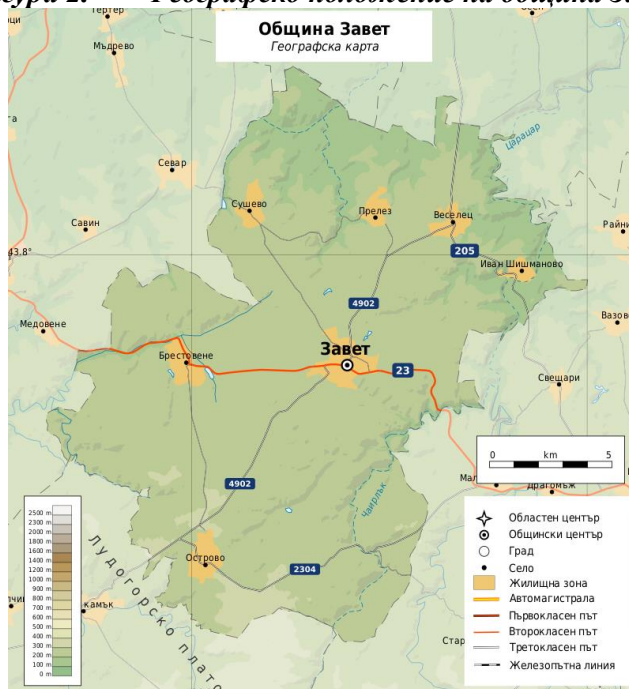 Община Завет
Географска карта
Тертер
Мъдрево
Севар
Царацар
Сушево
Прелез
Веселец
Савин
43.8°
205
Иван Шишманово
4902
Медовене
Завет
Брестовене
23
Свещари
0 km 5
4902
Чаирлък
Драгомъж
2500 m
2300 m
2000 m
1800 m
1600 m
1400 m
1200 m
1000 m
900 m
800 m
700 m
600 m
500 m
400 m
300 m
200 m
100 m
0 m
Острово
2304
Лудогорско плато
Областен център
Общински център
Град
Село
Жилищна зона
Автомагистрала
Първокласен път
Второкласен път
Третокласен път
Железопътна линия